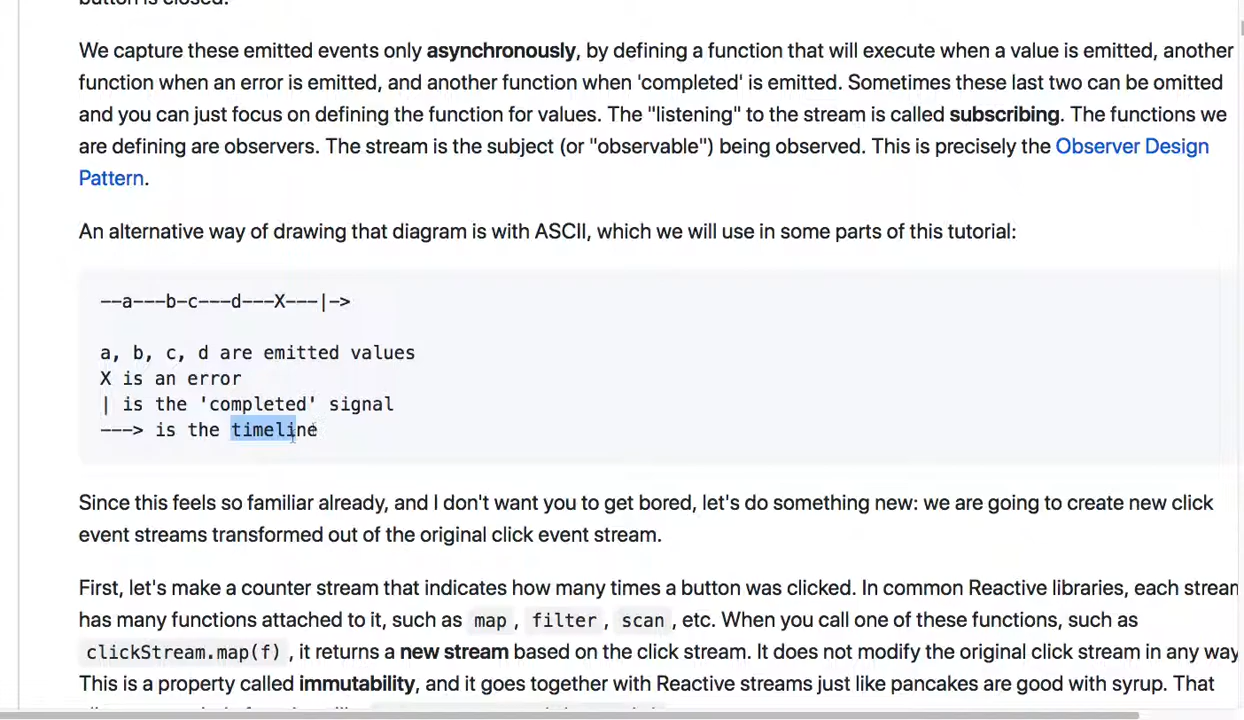 button is closed.
We capture these emitted events only asynchronously, by defining a function that will execute when a value is emitted, another
function when an error is emitted, and another function when 'completed' is emitted. Sometimes these last two can be omitted
and you can just focus on defining the function for values. The "listening" to the stream is called subscribing. The functions we
are defining are observers. The stream is the subject (or "observable") being observed. This is precisely the Observer Design
Pattern.
An alternative way of drawing that diagram is with ASCII, which we will use in some parts of this tutorial:
--a---b-c---d---X---|->
a, b, c, d are emitted values
X is an error
| is the 'completed' signal
---> is the timeline
Since this feels so familiar already, and I don't want you to get bored, let's do something new: we are going to create new click
event streams transformed out of the original click event stream.
First, let's make a counter stream that indicates how many times a button was clicked. In common Reactive libraries, each stream
has many functions attached to it, such as map, filter, scan, etc. When you call one of these functions, such as
clickStream.map(f), it returns a new stream based on the click stream. It does not modify the original click stream in any way
This is a property called immutability, and it goes together with Reactive streams just like pancakes are good with syrup. That